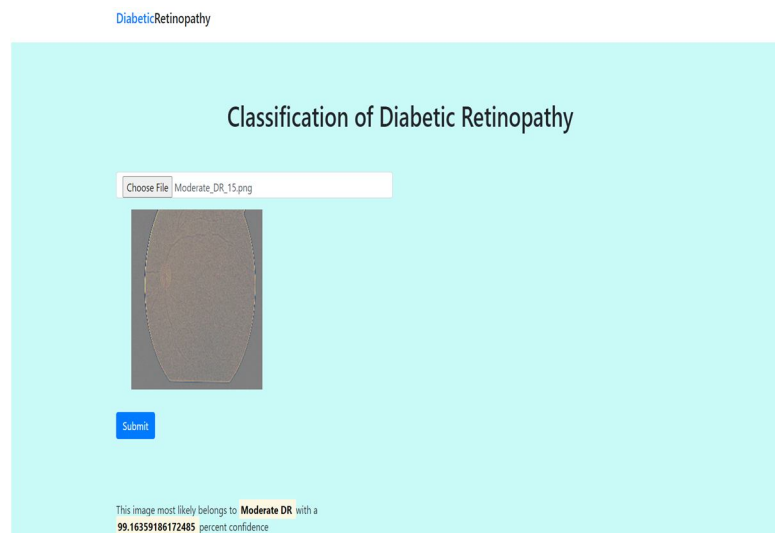 DiabeticRetinopathy
Classification of Diabetic Retinopathy
Choose File Moderate_DR_15.png
Submit
This image most likely belongs to Moderate DR with a
99.16359186172485 percent confidence